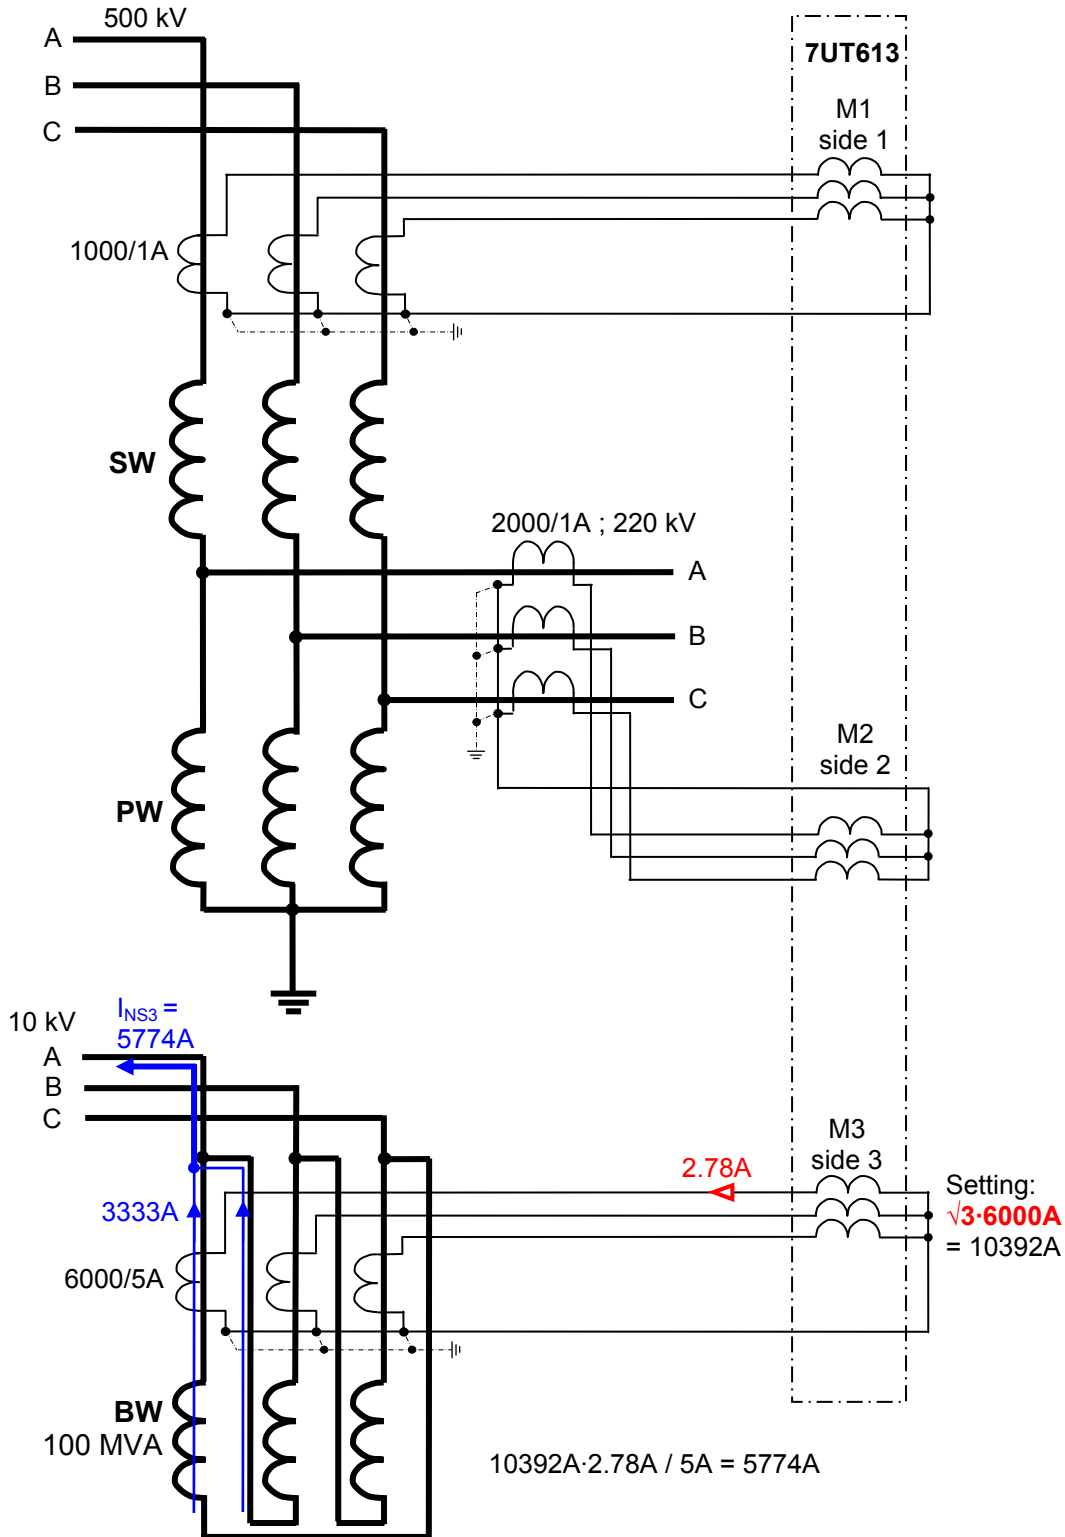 500 kV
A
B
C
7UT613
M1
side 1
1000/1A
SW
2000/1A ; 220 kV
A
B
C
M2
side 2
PW
10 kV
I_NS3 =
5774A
A
B
C
M3
side 3
2.78A
Setting:
√3·6000A
= 10392A
3333A
6000/5A
BW
100 MVA
10392A·2.78A / 5A = 5774A